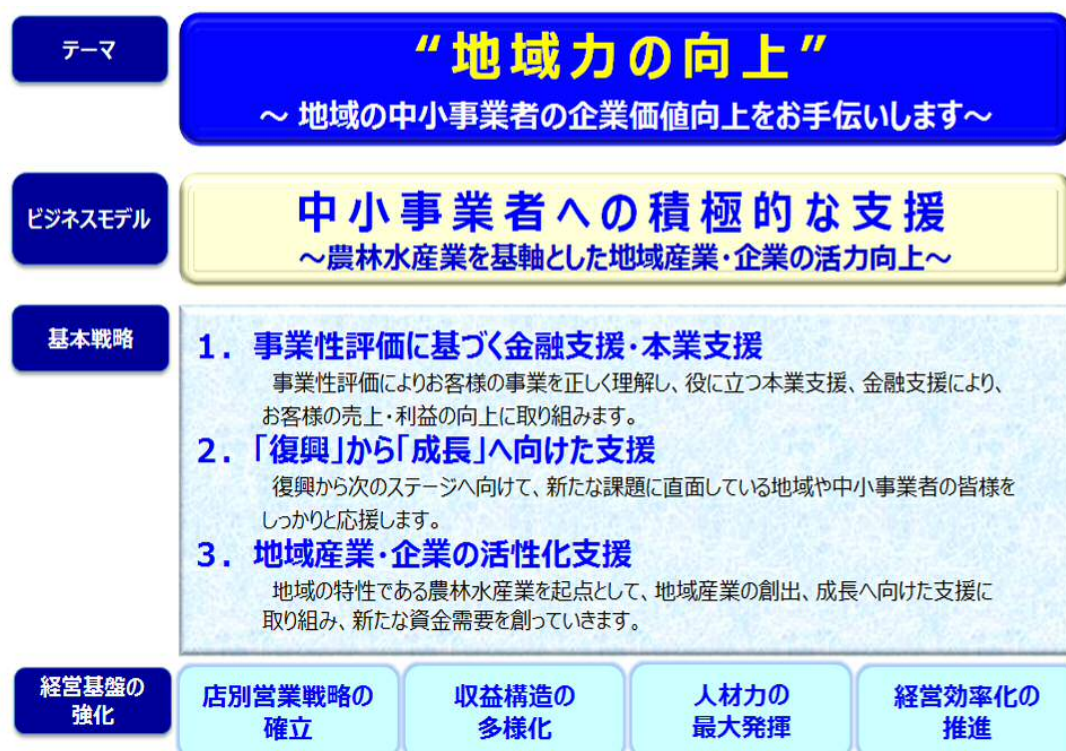 テーマ
“地域力の向上”
～ 地域の中小事業者の企業価値向上をお手伝いします～
ビジネスモデル
中小事業者への積極的な支援
～農林水産業を基軸とした地域産業・企業の活力向上～
基本戦略
１．事業性評価に基づく金融支援・本業支援
事業性評価によりお客様の事業を正しく理解し、役に立つ本業支援、金融支援により、
お客様の売上・利益の向上に取り組みます。
２．「復興」から「成長」へ向けた支援
復興から次のステージへ向けて、新たな課題に直面している地域や中小事業者の皆様を
しっかりと応援します。
３．地域産業・企業の活性化支援
地域の特性である農林水産業を起点として、地域産業の創出、成長へ向けた支援に
取り組み、新たな資金需要を創っていきます。
経営基盤の
強化
店別営業戦略の
確立
収益構造の
多様化
人材力の
最大発揮
経営効率化の
推進